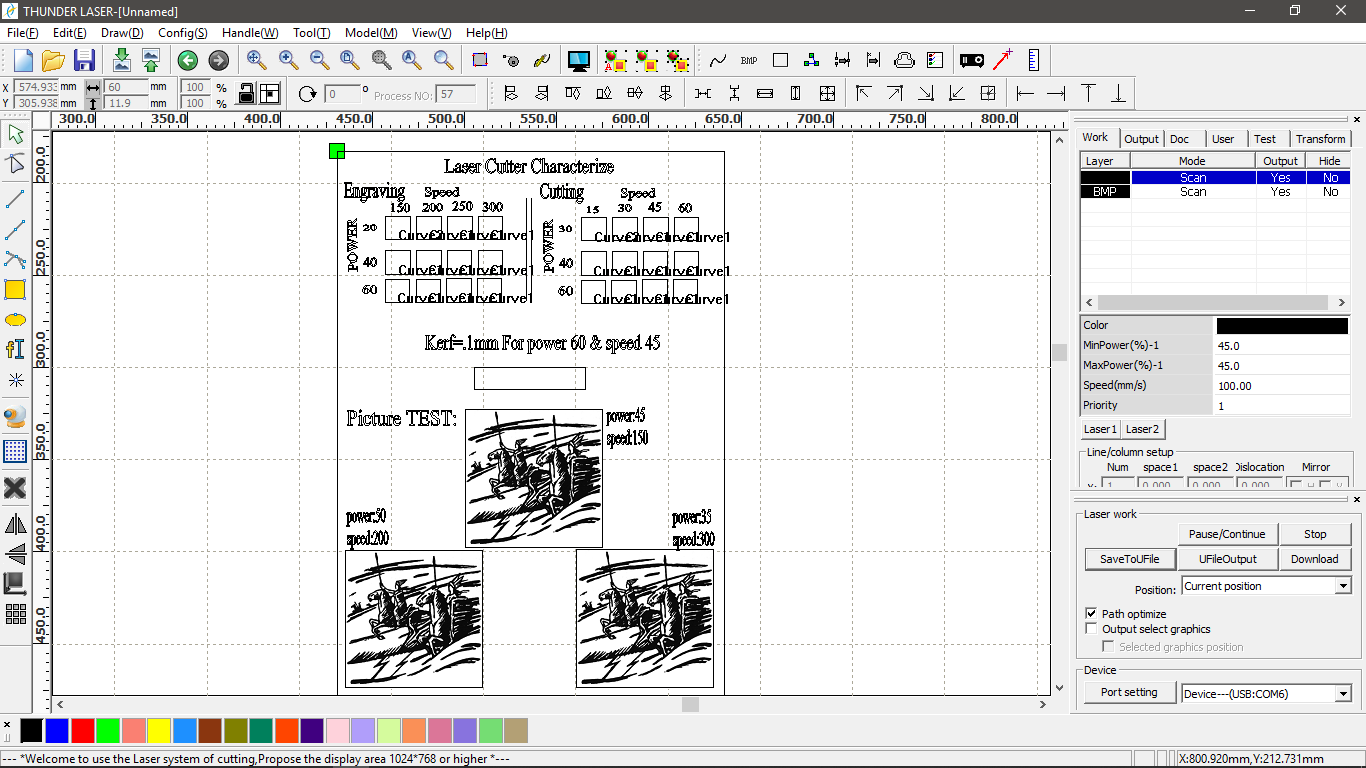 THUNDER LASER-[Unnamed]
File(F) Edit(E) Draw(D) Config(S) Handle(W) Tool(T) Model(M) View(V) Help(H)
BMP
X 574.933 mm 60 mm 100 %
Y 305.938 mm 11.9 mm 100 %
0 ° Process NO: 57
300.0 350.0 400.0 450.0 500.0 550.0 600.0 650.0 700.0 750.0 800.0
200.0
250.0
300.0
350.0
400.0
450.0
Laser Cutter Characterize
Engraving Speed
150 200 250 300
POWER
20
40
60
Cutting Speed
15 30 45 60
POWER
30
40
60
Kerf=.1mm For power 60 & speed 45
Picture TEST:
power:45
speed:150
power:50
speed:200
power:35
speed:300
Work Output Doc User Test Transform
Layer Mode Output Hide
Scan Yes No
BMP Scan Yes No
Color
MinPower(%)-1 45.0
MaxPower(%)-1 45.0
Speed(mm/s) 100.00
Priority 1
Laser1 Laser2
Line/column setup
Num space1 space2 Dislocation Mirror
Laser work
Pause/Continue Stop
SaveToUFile UFileOutput Download
Position: Current position
Path optimize
Output select graphics
Selected graphics position
Device
Port setting Device---(USB:COM6)
--- *Welcome to use the Laser system of cutting,Propose the display area 1024*768 or higher *---
X:800.920mm,Y:212.731mm